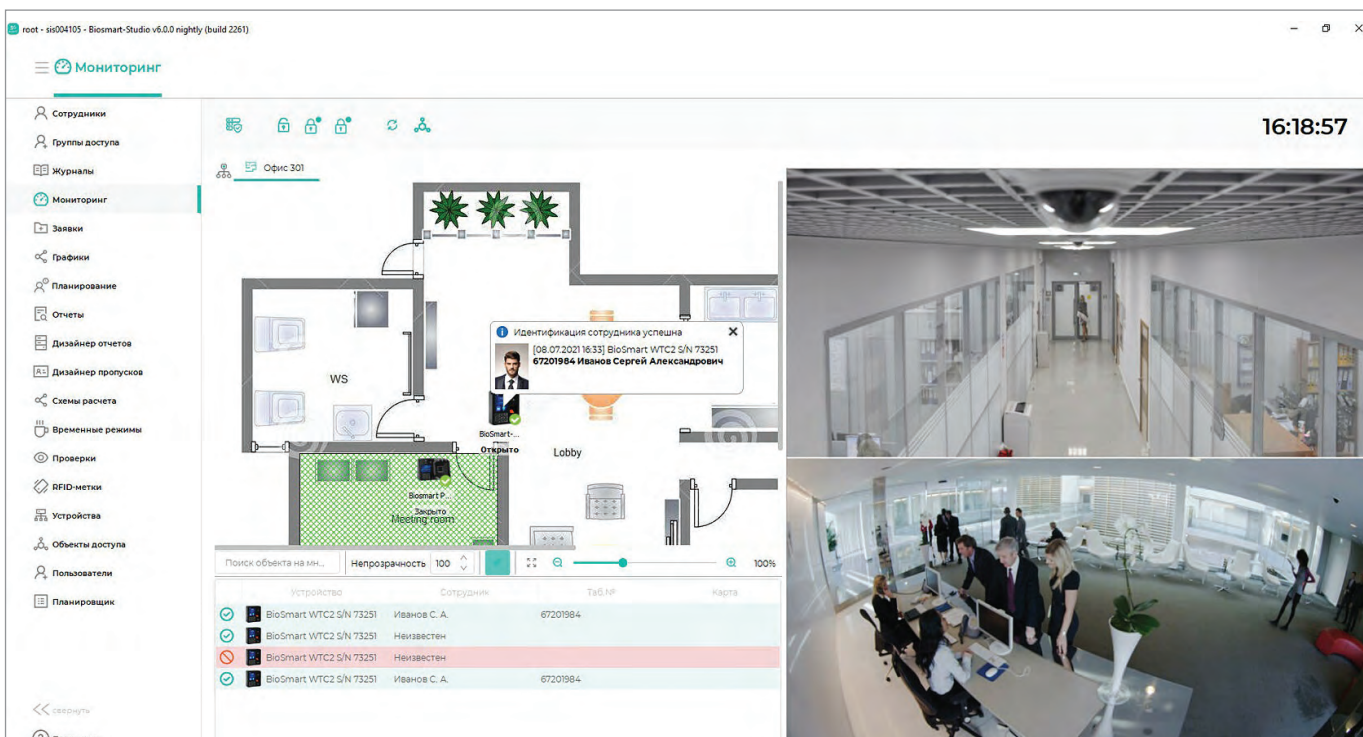 root - sis004105 - Biosmart-Studio v6.0.0 nightly (build 2261)
Мониторинг
16:18:57
Сотрудники
Группы доступа
Журналы
Мониторинг
Заявки
Графики
Планирование
Отчеты
Дизайнер отчетов
Дизайнер пропусков
Схемы расчета
Временные режимы
Проверки
RFID-метки
Устройства
Объекты доступа
Пользователи
Планировщик
свернуть
Офис 301
WS
Идентификация сотрудника успешна
[08.07.2021 16:33] BioSmart WTC2 S/N 73251
67201984 Иванов Сергей Александрович
BioSmart-...
Открыто
Lobby
Biosmart P...
Закрыто
Meeting room
Поиск объекта на мн... Непрозрачность 100 100%
Устройство Сотрудник Таб.№ Карта
BioSmart WTC2 S/N 73251 Иванов С. А. 67201984
BioSmart WTC2 S/N 73251 Неизвестен
BioSmart WTC2 S/N 73251 Неизвестен
BioSmart WTC2 S/N 73251 Иванов С. А. 67201984